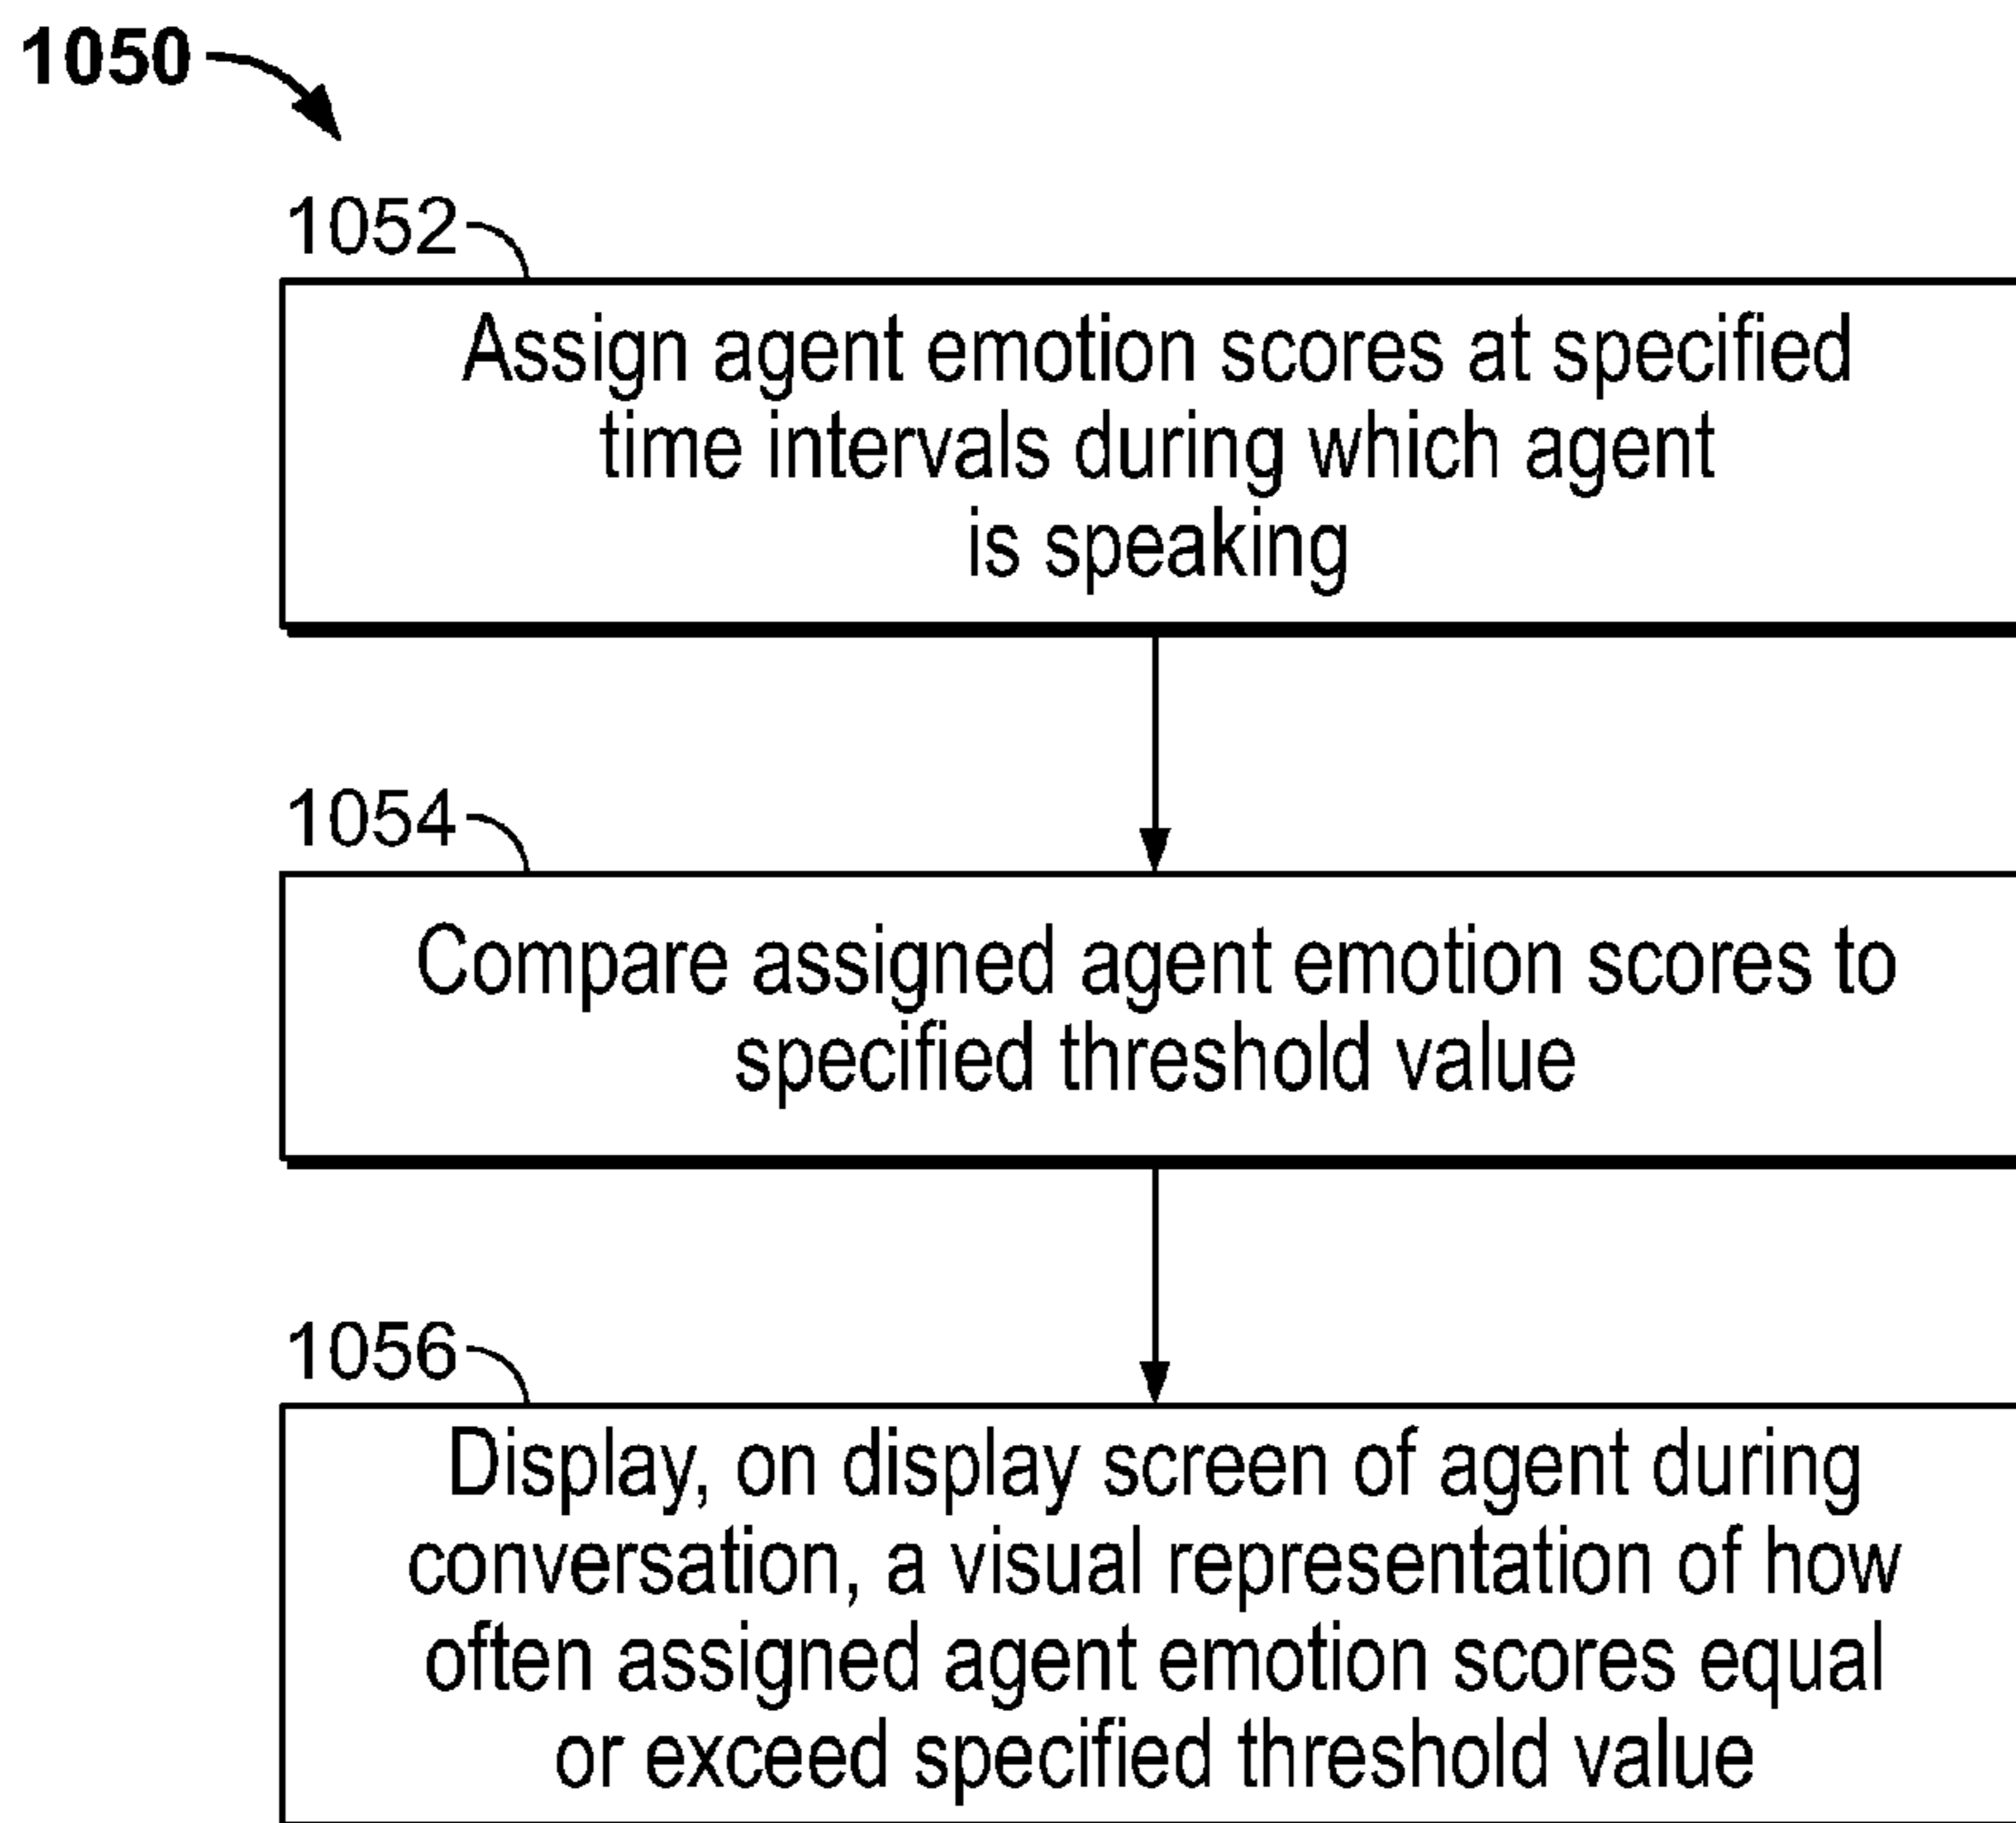 1050
1052
Assign agent emotion scores at specified
time intervals during which agent
is speaking
1054
Compare assigned agent emotion scores to
specified threshold value
1056
Display, on display screen of agent during
conversation, a visual representation of how
often assigned agent emotion scores equal
or exceed specified threshold value